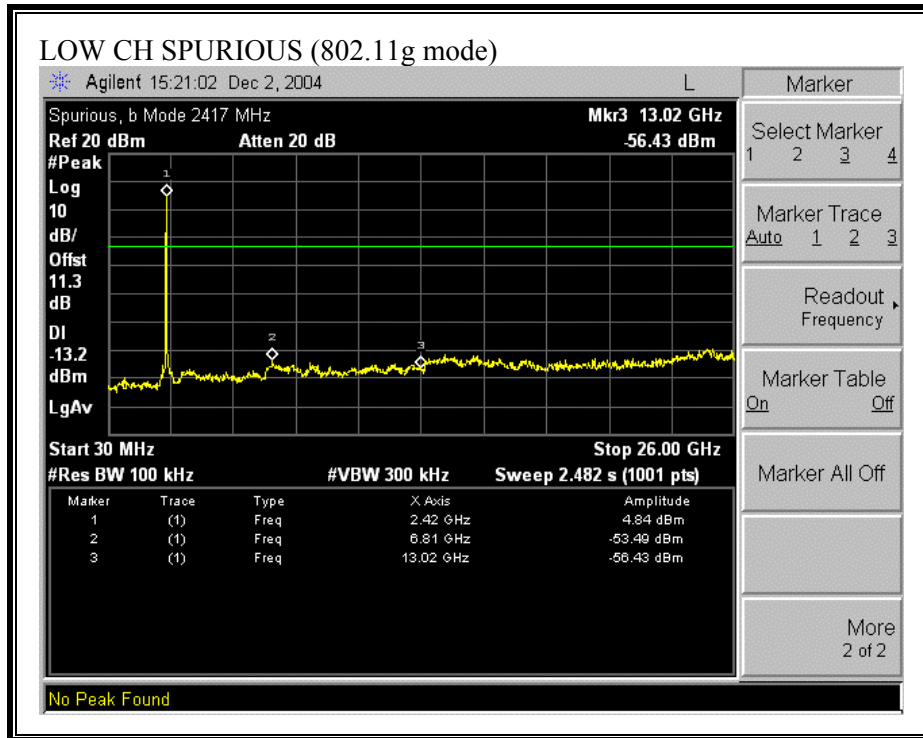 LOW CH SPURIOUS (802.11g mode)
Agilent 15:21:02 Dec 2, 2004 L
Marker
Spurious, b Mode 2417 MHz Mkr3 13.02 GHz
Ref 20 dBm Atten 20 dB -56.43 dBm
#Peak
Log
10
dB/
Offst
11.3
dB
DI
-13.2
dBm
LgAv
1
2
3
Start 30 MHz Stop 26.00 GHz
#Res BW 100 kHz #VBW 300 kHz Sweep 2.482 s (1001 pts)
Marker Trace Type X Axis Amplitude
1 (1) Freq 2.42 GHz 4.84 dBm
2 (1) Freq 6.81 GHz -53.49 dBm
3 (1) Freq 13.02 GHz -56.43 dBm
No Peak Found
Select Marker
1 2 3 4
Marker Trace
Auto 1 2 3
Readout
Frequency
Marker Table
On Off
Marker All Off
More
2 of 2